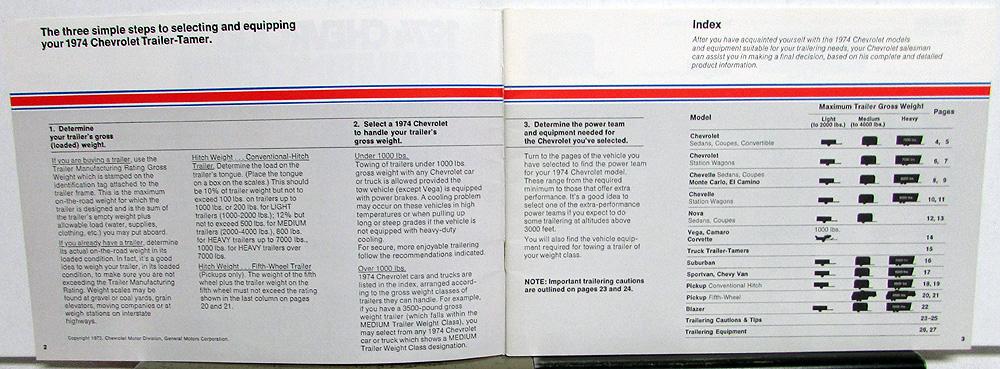 The three simple steps to selecting and equipping
your 1974 Chevrolet Trailer-Tamer.
1. Determine
your trailer's gross
(loaded) weight.
If you are buying a trailer, use the
Trailer Manufacturing Rating Gross
Weight which is stamped on the
identification tag attached to the
trailer frame. This is the maximum
on-the-road weight for which the
trailer is designed and is the sum of
the trailer's empty weight plus
allowable load (water, supplies,
clothing, etc.) you may put aboard.
If you already have a trailer, determine
its actual on-the-road weight in its
loaded condition. In fact, it's a good
idea to weigh your trailer, in its loaded
condition, to make sure you are not
exceeding the Trailer Manufacturing
Rating. Weight scales may be
found at gravel or coal yards, grain
elevators, moving companies or at
weigh stations on interstate
highways.
Hitch Weight . . . Conventional-Hitch
Trailer. Determine the load on the
trailer's tongue. (Place the tongue
on a box on the scales.) This should
be 10% of trailer weight but not to
exceed 100 lbs. on trailers up to
1000 lbs. or 200 lbs. for LIGHT
trailers (1000-2000 lbs.); 12% but
not to exceed 500 lbs. for MEDIUM
trailers (2000-4000 lbs.), 800 lbs.
for HEAVY trailers up to 7000 lbs.,
1000 lbs. for HEAVY trailers over
7000 lbs.
Hitch Weight . . . Fifth-Wheel Trailer
(Pickups only). The weight of the fifth
wheel plus the trailer weight on the
fifth wheel must not exceed the rating
shown in the last column on pages
20 and 21.
2. Select a 1974 Chevrolet
to handle your trailer's
gross weight.
Under 1000 lbs.
Towing of trailers under 1000 lbs.
gross weight with any Chevrolet car
or truck is allowed provided the
tow vehicle (except Vega) is equipped
with power brakes. A cooling problem
may occur on these vehicles in high
temperatures or when pulling up
long or steep grades if the vehicle is
not equipped with heavy-duty
cooling.
For secure, more enjoyable trailering
follow the recommendations indicated.
Over 1000 lbs.
1974 Chevrolet cars and trucks are
listed in the index, arranged accord-
ing to the gross weight classes of
trailers they can handle. For example,
if you have a 3500-pound gross
weight trailer (which falls within the
MEDIUM Trailer Weight Class), you
may select from any 1974 Chevrolet
car or truck which shows a MEDIUM
Trailer Weight Class designation.
Copyright 1973, Chevrolet Motor Division, General Motors Corporation.
2
3. Determine the power team
and equipment needed for
the Chevrolet you've selected.
Turn to the pages of the vehicle you
have selected to find the power team
for your 1974 Chevrolet model.
These range from the required
minimum to those that offer extra
performance. It's a good idea to
select one of the extra-performance
power teams if you expect to do
some trailering at altitudes above
3000 feet.
You will also find the vehicle equip-
ment required for towing a trailer of
your weight class.
NOTE: Important trailering cautions
are outlined on pages 23 and 24.
Index
After you have acquainted yourself with the 1974 Chevrolet models
and equipment suitable for your trailering needs, your Chevrolet salesman
can assist you in making a final decision, based on his complete and detailed
product information.
Maximum Trailer Gross Weight
Model Light (to 2000 lbs.) Medium (to 4000 lbs.) Heavy Pages
Chevrolet
Sedans, Coupes, Convertible 4, 5
Chevrolet
Station Wagons 6, 7
Chevelle Sedans, Coupes
Monte Carlo, El Camino 8, 9
Chevelle
Station Wagons 10, 11
Nova
Sedans, Coupes 12, 13
Vega, Camaro 1000 lbs.
Corvette 14
Truck Trailer-Tamers 15
Suburban 16
Sportvan, Chevy Van 17
Pickup Conventional Hitch 18, 19
Pickup Fifth-Wheel 20, 21
Blazer 22
Trailering Cautions & Tips 23-25
Trailering Equipment 26, 27
3